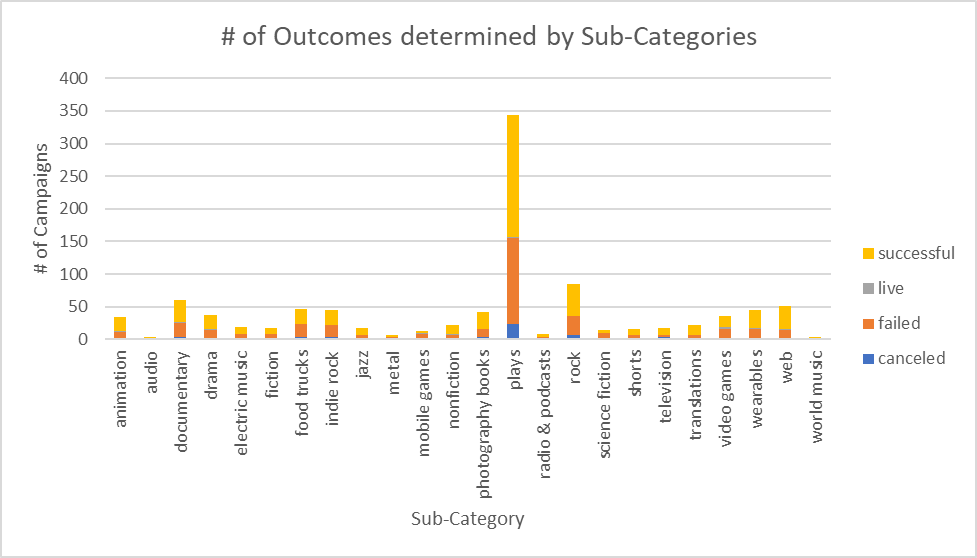 # of Outcomes determined by Sub-Categories
# of Campaigns
400
350
300
250
200
150
100
50
0
animation
audio
documentary
drama
electric music
fiction
food trucks
indie rock
jazz
metal
mobile games
nonfiction
photography books
plays
radio & podcasts
rock
science fiction
shorts
television
translations
video games
wearables
web
world music
Sub-Category
successful
live
failed
canceled